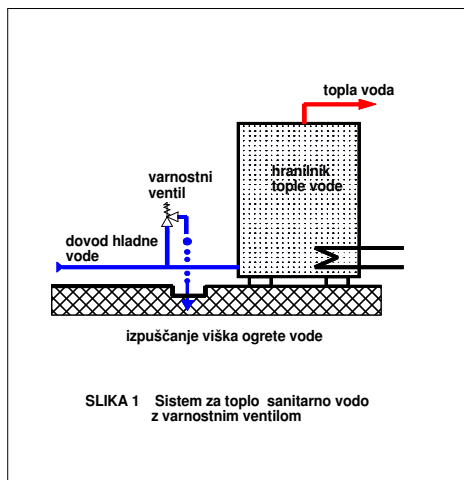 topla voda
hranilnik
tople vode
varnostni
ventil
dovod hladne
vode
izpuščanje viška ogrete vode
SLIKA 1 Sistem za toplo sanitarno vodo
z varnostnim ventilom